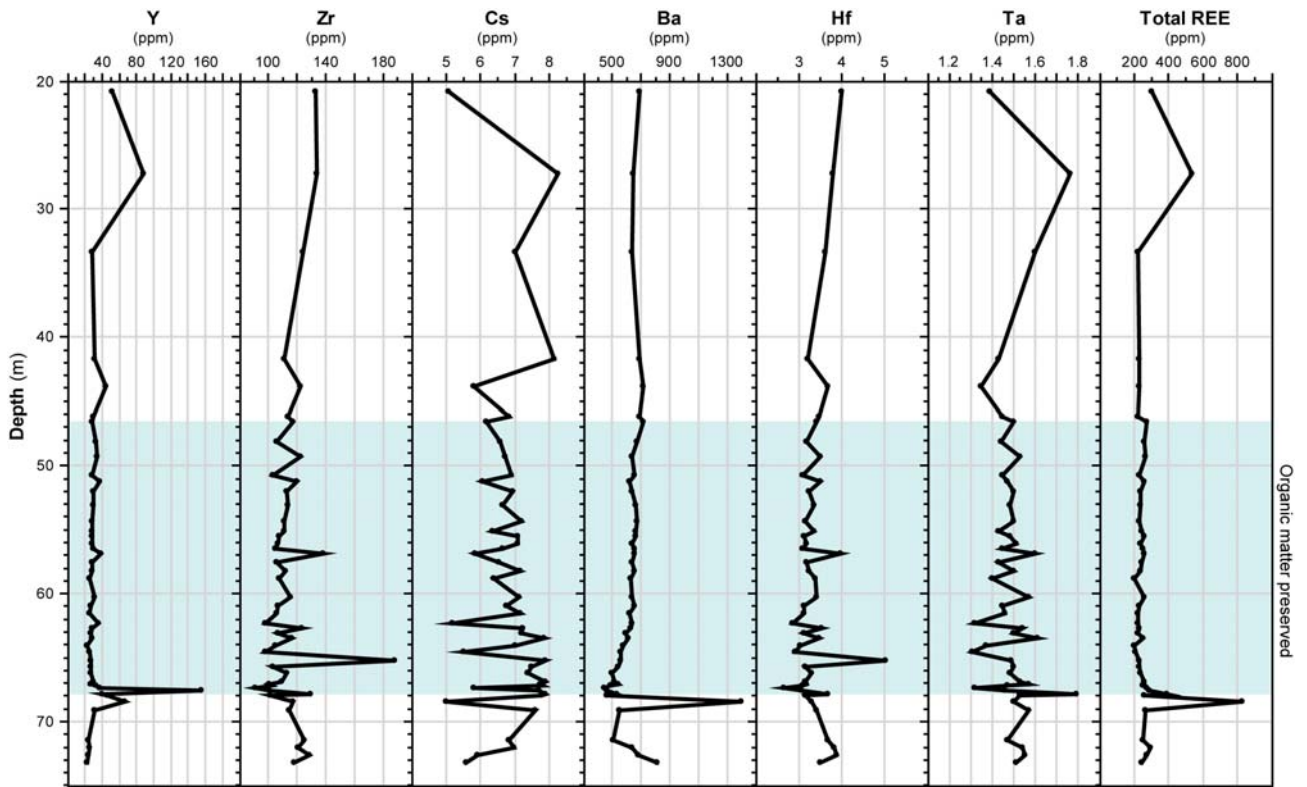 Y Zr Cs Ba Hf Ta Total REE
(ppm) (ppm) (ppm) (ppm) (ppm) (ppm) (ppm)
40 80 120 160 100 140 180 5 6 7 8 500 900 1300 3 4 5 1.2 1.4 1.6 1.8 200 400 600 800
20
30
40
50
60
70
Depth (m)
Organic matter preserved